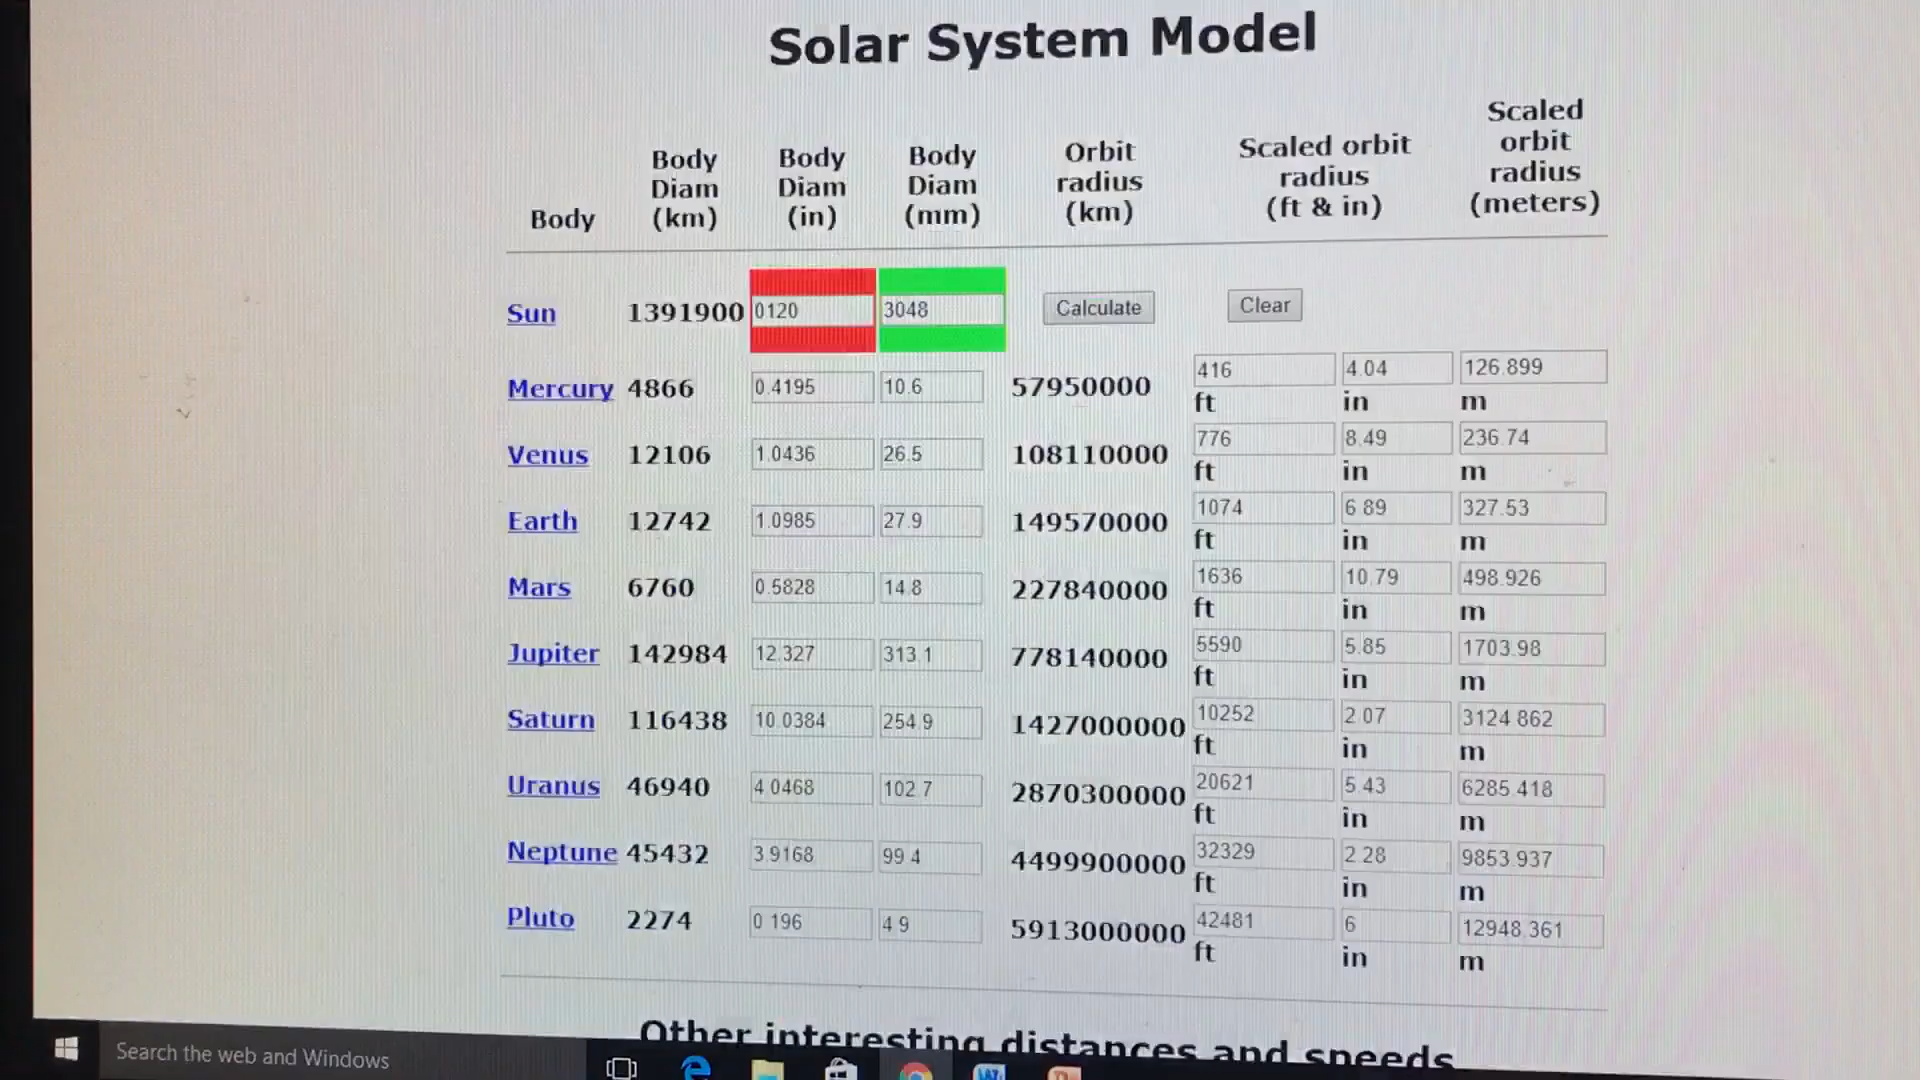 Solar System Model
Body Body Diam (km) Body Diam (in) Body Diam (mm) Orbit radius (km) Scaled orbit radius (ft & in) Scaled orbit radius (meters)
Sun 1391900 0120 3048 Calculate Clear
Mercury 4866 0.4195 10.6 57950000 416 ft 4.04 in 126.899 m
Venus 12106 1.0436 26.5 108110000 776 ft 8.49 in 236.74 m
Earth 12742 1.0985 27.9 149570000 1074 ft 6.89 in 327.53 m
Mars 6760 0.5828 14.8 227840000 1636 ft 10.79 in 498.926 m
Jupiter 142984 12.327 313.1 778140000 5590 ft 5.85 in 1703.98 m
Saturn 116438 10.0384 254.9 1427000000 10252 ft 2.07 in 3124.862 m
Uranus 46940 4.0468 102.7 2870300000 20621 ft 5.43 in 6285.418 m
Neptune 45432 3.9168 99.4 4499900000 32329 ft 2.28 in 9853.937 m
Pluto 2274 0.196 4.9 5913000000 42481 ft 6 in 12948.361 m
Other interesting distances and speeds
Search the web and Windows